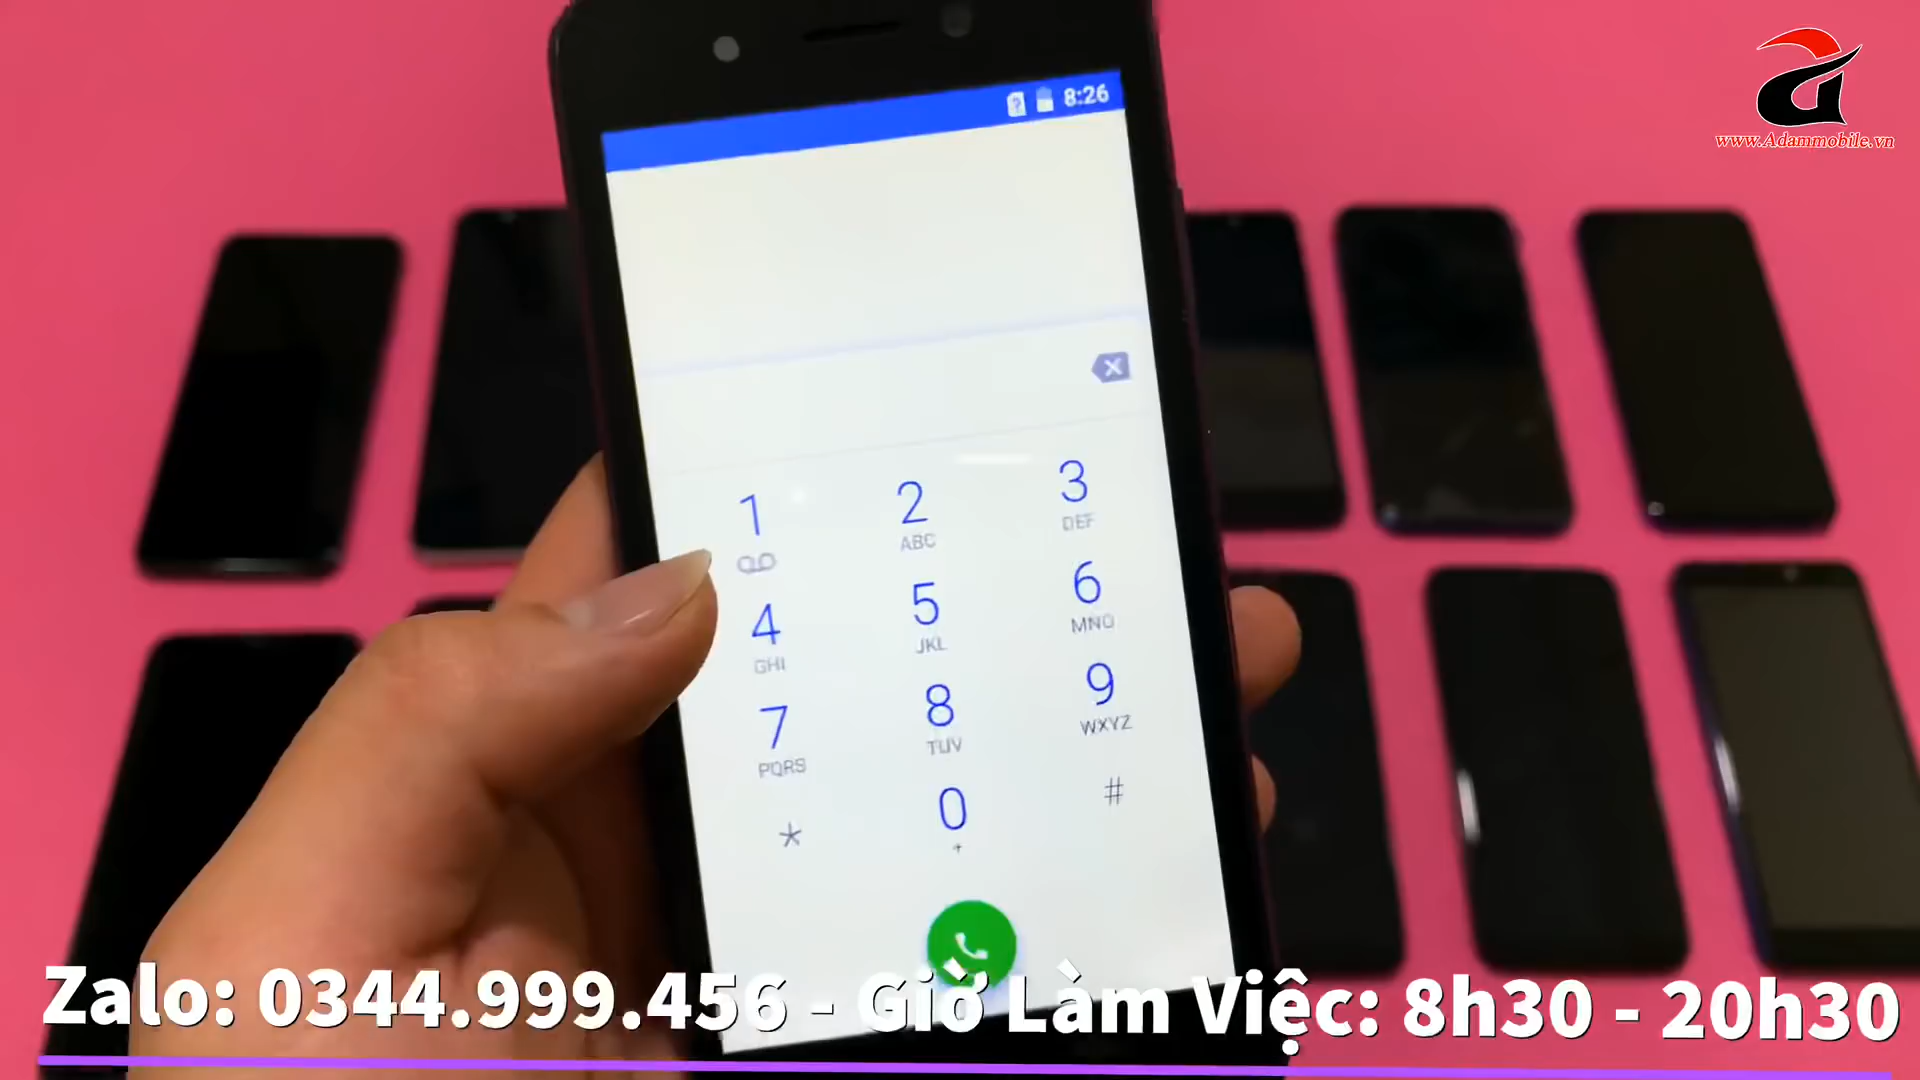 8:26
www.Adammobile.vn
1
2
ABC
3
DEF
4
GHI
5
JKL
6
MNO
7
PQRS
8
TUV
9
WXYZ
*
0
+
#
Zalo: 0344.999.456 - Giờ Làm Việc: 8h30 - 20h30